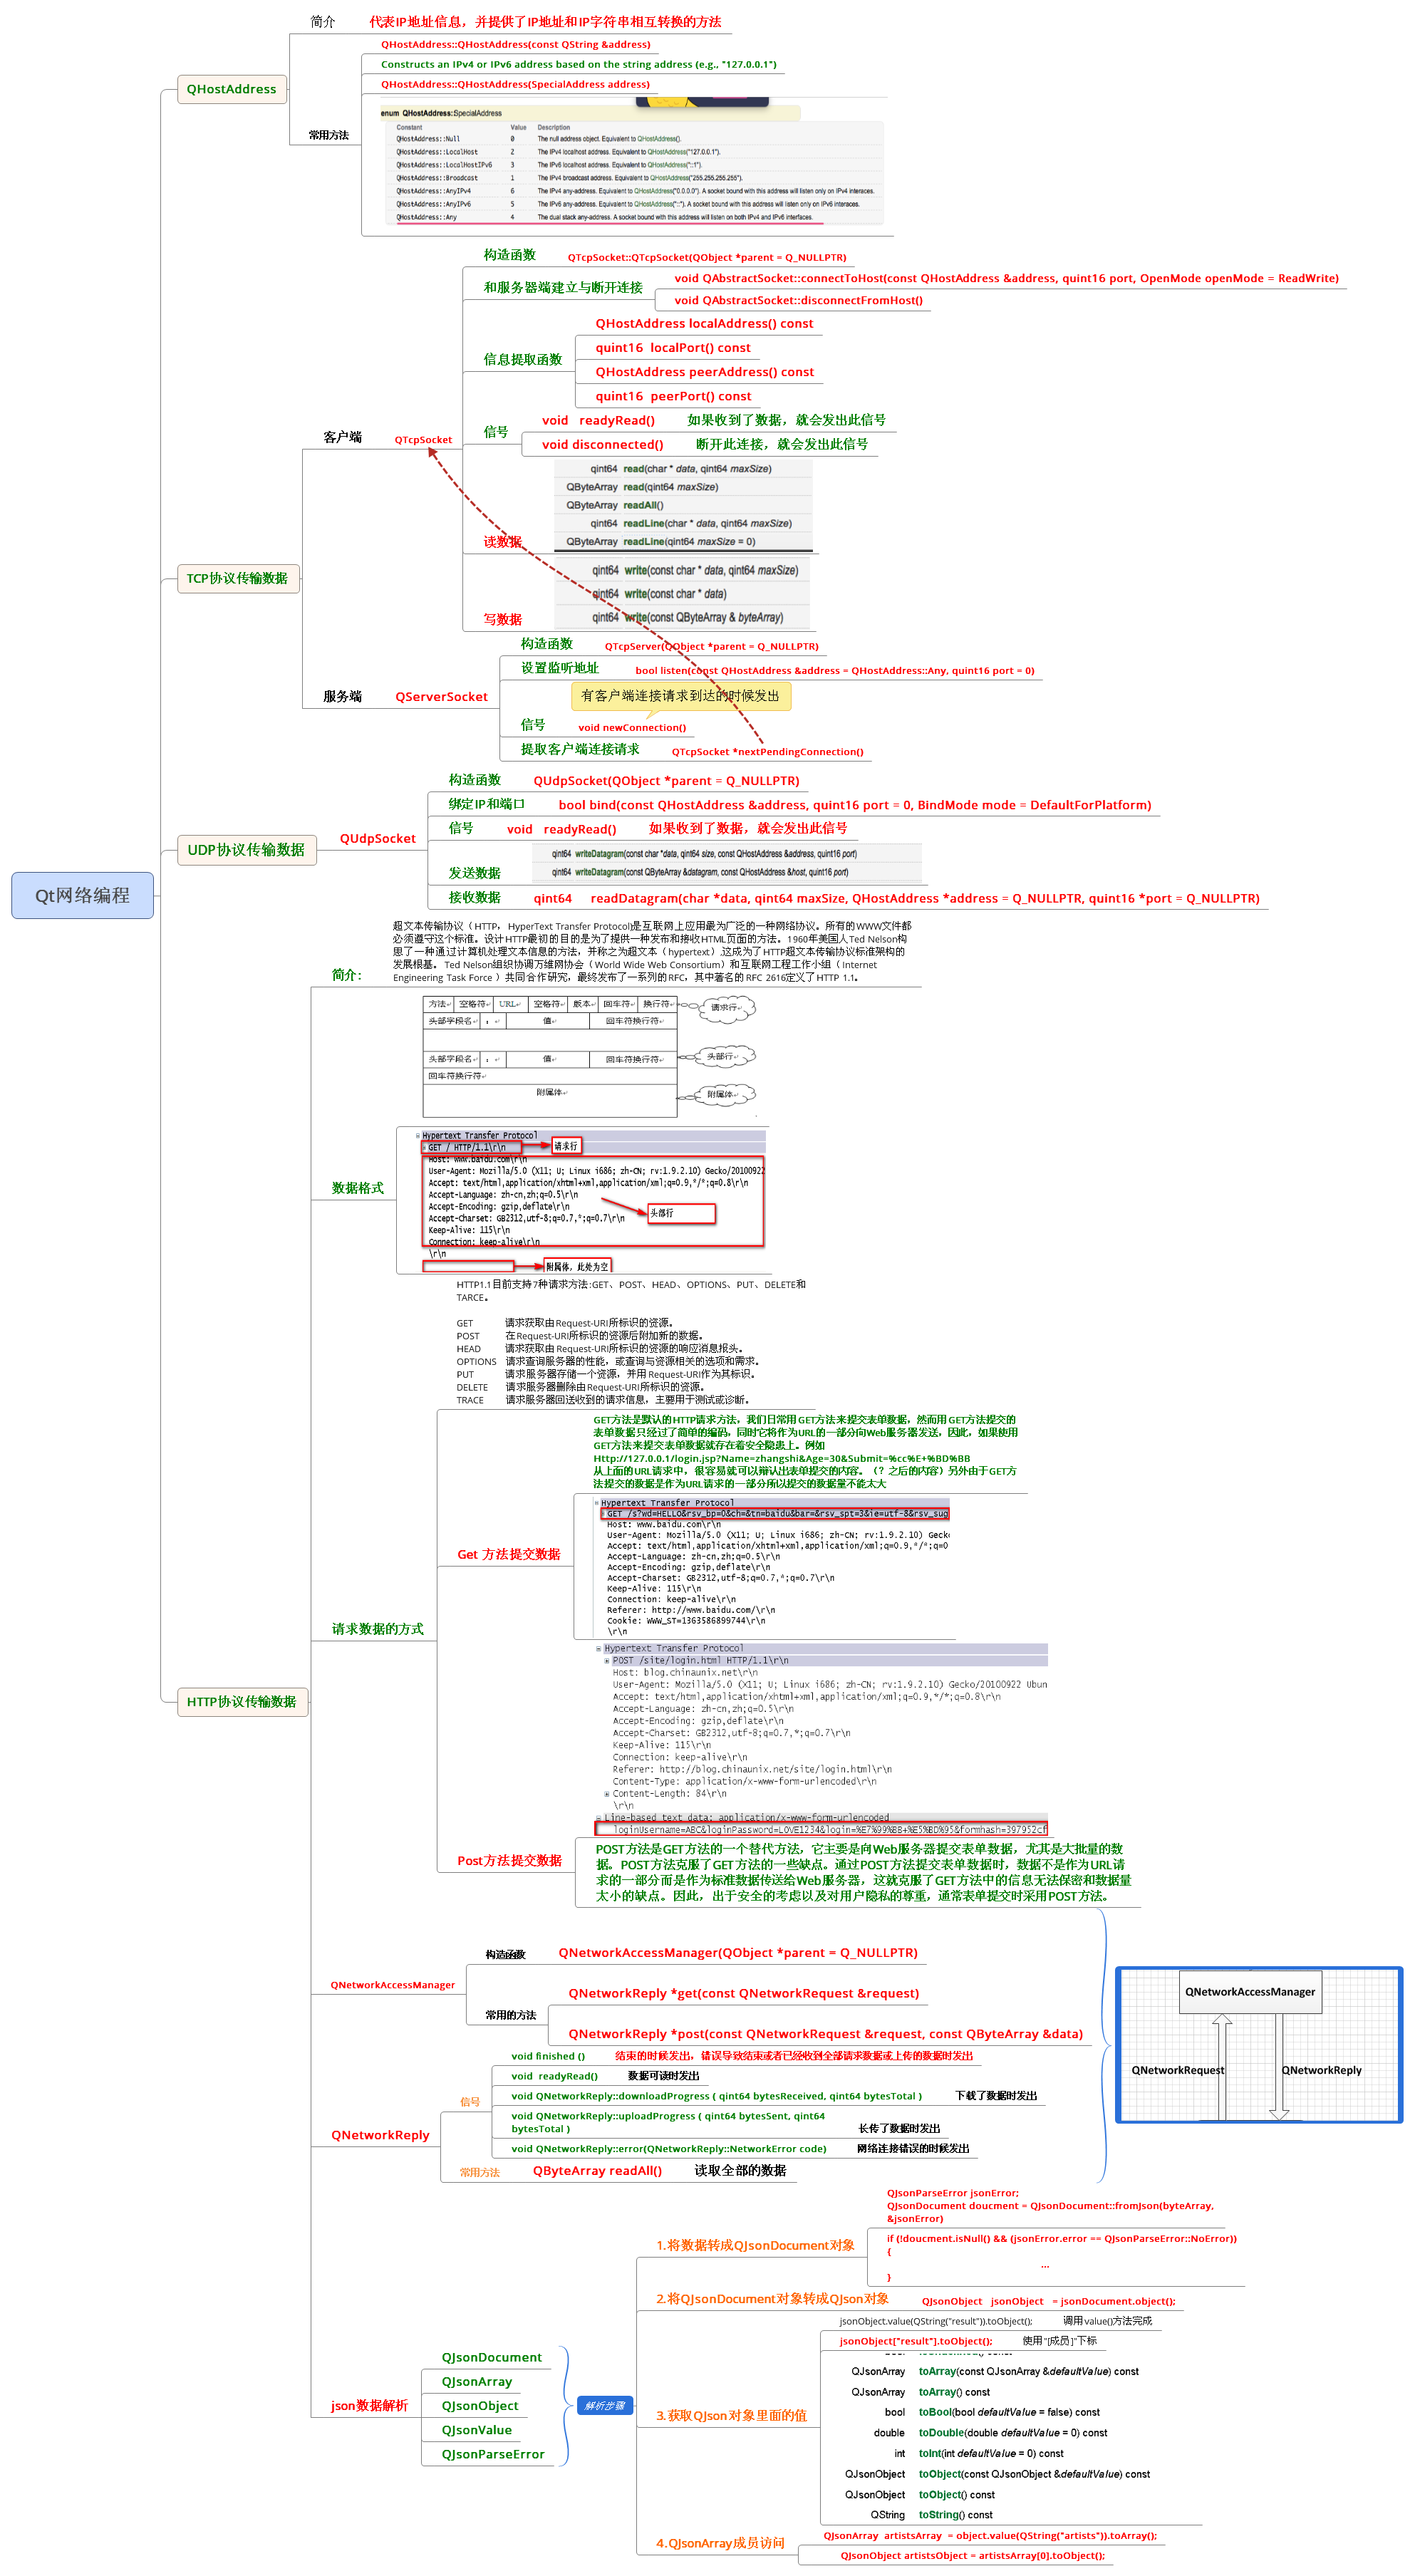 Qt网络编程
QHostAddress
简介
代表IP地址信息，并提供了IP地址和IP字符串相互转换的方法
常用方法
QHostAddress::QHostAddress(const QString &address)
Constructs an IPv4 or IPv6 address based on the string address (e.g., "127.0.0.1")
QHostAddress::QHostAddress(SpecialAddress address)
enum QHostAddress:SpecialAddress
Constant Value Description
QHostAddress::Null 0 The null address object. Equivalent to QHostAddress().
QHostAddress::LocalHost 2 The IPv4 localhost address. Equivalent to QHostAddress("127.0.0.1").
QHostAddress::LocalHostIPv6 3 The IPv6 localhost address. Equivalent to QHostAddress("::1").
QHostAddress::Broadcast 1 The IPv4 broadcast address. Equivalent to QHostAddress("255.255.255.255").
QHostAddress::AnyIPv4 6 The IPv4 any-address. Equivalent to QHostAddress("0.0.0.0"). A socket bound with this address will listen only on IPv4 interaces.
QHostAddress::AnyIPv6 5 The IPv6 any-address. Equivalent to QHostAddress("::"). A socket bound with this address will listen only on IPv6 interaces.
QHostAddress::Any 4 The dual stack any-address. A socket bound with this address will listen on both IPv4 and IPv6 interfaces.
TCP协议传输数据
客户端
QTcpSocket
构造函数
QTcpSocket::QTcpSocket(QObject *parent = Q_NULLPTR)
和服务器端建立与断开连接
void QAbstractSocket::connectToHost(const QHostAddress &address, quint16 port, OpenMode openMode = ReadWrite)
void QAbstractSocket::disconnectFromHost()
信息提取函数
QHostAddress localAddress() const
quint16 localPort() const
QHostAddress peerAddress() const
quint16 peerPort() const
信号
void readyRead() 如果收到了数据，就会发出此信号
void disconnected() 断开此连接，就会发出此信号
读数据
qint64 read(char * data, qint64 maxSize)
QByteArray read(qint64 maxSize)
QByteArray readAll()
qint64 readLine(char * data, qint64 maxSize)
QByteArray readLine(qint64 maxSize = 0)
写数据
qint64 write(const char * data, qint64 maxSize)
qint64 write(const char * data)
qint64 write(const QByteArray & byteArray)
服务端
QServerSocket
构造函数
QTcpServer(QObject *parent = Q_NULLPTR)
设置监听地址
bool listen(const QHostAddress &address = QHostAddress::Any, quint16 port = 0)
有客户端连接请求到达的时候发出
信号
void newConnection()
提取客户端连接请求
QTcpSocket *nextPendingConnection()
UDP协议传输数据
QUdpSocket
构造函数
QUdpSocket(QObject *parent = Q_NULLPTR)
绑定IP和端口
bool bind(const QHostAddress &address, quint16 port = 0, BindMode mode = DefaultForPlatform)
信号
void readyRead() 如果收到了数据，就会发出此信号
发送数据
qint64 writeDatagram(const char *data, qint64 size, const QHostAddress &address, quint16 port)
qint64 writeDatagram(const QByteArray &datagram, const QHostAddress &host, quint16 port)
接收数据
qint64 readDatagram(char *data, qint64 maxSize, QHostAddress *address = Q_NULLPTR, quint16 *port = Q_NULLPTR)
HTTP协议传输数据
简介：
超文本传输协议（HTTP，HyperText Transfer Protocol)是互联网上应用最为广泛的一种网络协议。所有的WWW文件都
必须遵守这个标准。设计HTTP最初的目的是为了提供一种发布和接收HTML页面的方法。1960年美国人Ted Nelson构
思了一种通过计算机处理文本信息的方法，并称之为超文本（hypertext）,这成为了HTTP超文本传输协议标准架构的
发展根基。Ted Nelson组织协调万维网协会（World Wide Web Consortium）和互联网工程工作小组（Internet
Engineering Task Force ）共同合作研究，最终发布了一系列的RFC，其中著名的RFC 2616定义了HTTP 1.1。
数据格式
方法 空格符 URL 空格符 版本 回车符 换行符 请求行
头部字段名 ： 值 回车符换行符
头部字段名 ： 值 回车符换行符 头部行
回车符换行符
附属体 附属体
Hypertext Transfer Protocol
GET / HTTP/1.1\r\n 请求行
Host: www.baidu.com\r\n
User-Agent: Mozilla/5.0 (X11; U; Linux i686; zh-CN; rv:1.9.2.10) Gecko/20100922
Accept: text/html,application/xhtml+xml,application/xml;q=0.9,*/*;q=0.8\r\n
Accept-Language: zh-cn,zh;q=0.5\r\n
Accept-Encoding: gzip,deflate\r\n
Accept-Charset: GB2312,utf-8;q=0.7,*;q=0.7\r\n 头部行
Keep-Alive: 115\r\n
Connection: keep-alive\r\n
\r\n
附属体，此处为空
请求数据的方式
HTTP1.1目前支持7种请求方法:GET、POST、HEAD、OPTIONS、PUT、DELETE和
TARCE。
GET 请求获取由Request-URI所标识的资源。
POST 在Request-URI所标识的资源后附加新的数据。
HEAD 请求获取由 Request-URI所标识的资源的响应消息报头。
OPTIONS 请求查询服务器的性能，或查询与资源相关的选项和需求。
PUT 请求服务器存储一个资源，并用Request-URI作为其标识。
DELETE 请求服务器删除由Request-URI所标识的资源。
TRACE 请求服务器回送收到的请求信息，主要用于测试或诊断。
Get 方法提交数据
GET方法是默认的HTTP请求方法，我们日常用GET方法来提交表单数据，然而用GET方法提交的
表单数据只经过了简单的编码，同时它将作为URL的一部分向Web服务器发送，因此，如果使用
GET方法来提交表单数据就存在着安全隐患上。例如
Http://127.0.0.1/login.jsp?Name=zhangshi&Age=30&Submit=%cc%E+%BD%BB
从上面的URL请求中，很容易就可以辩认出表单提交的内容。（？之后的内容）另外由于GET方
法提交的数据是作为URL请求的一部分所以提交的数据量不能太大
Hypertext Transfer Protocol
GET /s?wd=HELLO&rsv_bp=0&ch=&tn=baidu&bar=&rsv_spt=3&ie=utf-8&rsv_sug
Host: www.baidu.com\r\n
User-Agent: Mozilla/5.0 (X11; U; Linux i686; zh-CN; rv:1.9.2.10) Gecko
Accept: text/html,application/xhtml+xml,application/xml;q=0.9,*/*;q=0
Accept-Language: zh-cn,zh;q=0.5\r\n
Accept-Encoding: gzip,deflate\r\n
Accept-Charset: GB2312,utf-8;q=0.7,*;q=0.7\r\n
Keep-Alive: 115\r\n
Connection: keep-alive\r\n
Referer: http://www.baidu.com/\r\n
Cookie: WWW_ST=1363586899744\r\n
\r\n
Post方法提交数据
Hypertext Transfer Protocol
POST /site/login.html HTTP/1.1\r\n
Host: blog.chinaunix.net\r\n
User-Agent: Mozilla/5.0 (X11; U; Linux i686; zh-CN; rv:1.9.2.10) Gecko/20100922 Ubun
Accept: text/html,application/xhtml+xml,application/xml;q=0.9,*/*;q=0.8\r\n
Accept-Language: zh-cn,zh;q=0.5\r\n
Accept-Encoding: gzip,deflate\r\n
Accept-Charset: GB2312,utf-8;q=0.7,*;q=0.7\r\n
Keep-Alive: 115\r\n
Connection: keep-alive\r\n
Referer: http://blog.chinaunix.net/site/login.html\r\n
Content-Type: application/x-www-form-urlencoded\r\n
Content-Length: 84\r\n
\r\n
Line-based text data: application/x-www-form-urlencoded
loginUsername=ABC&loginPassword=LOVE1234&login=%E7%99%BB+%E5%BD%95&formhash=397952cf
POST方法是GET方法的一个替代方法，它主要是向Web服务器提交表单数据，尤其是大批量的数
据。POST方法克服了GET方法的一些缺点。通过POST方法提交表单数据时，数据不是作为URL请
求的一部分而是作为标准数据传送给Web服务器，这就克服了GET方法中的信息无法保密和数据量
太小的缺点。因此，出于安全的考虑以及对用户隐私的尊重，通常表单提交时采用POST方法。
QNetworkAccessManager
构造函数
QNetworkAccessManager(QObject *parent = Q_NULLPTR)
常用的方法
QNetworkReply *get(const QNetworkRequest &request)
QNetworkReply *post(const QNetworkRequest &request, const QByteArray &data)
QNetworkAccessManager
QNetworkRequest
QNetworkReply
QNetworkReply
信号
void finished () 结束的时候发出，错误导致结束或者已经收到全部请求数据或上传的数据时发出
void readyRead() 数据可读时发出
void QNetworkReply::downloadProgress ( qint64 bytesReceived, qint64 bytesTotal ) 下载了数据时发出
void QNetworkReply::uploadProgress ( qint64 bytesSent, qint64
bytesTotal ) 长传了数据时发出
void QNetworkReply::error(QNetworkReply::NetworkError code) 网络连接错误的时候发出
常用方法
QByteArray readAll() 读取全部的数据
json数据解析
QJsonDocument
QJsonArray
QJsonObject
QJsonValue
QJsonParseError
解析步骤
1.将数据转成QJsonDocument对象
QJsonParseError jsonError;
QJsonDocument doucment = QJsonDocument::fromJson(byteArray,
&jsonError)
if (!doucment.isNull() && (jsonError.error == QJsonParseError::NoError))
{
...
}
2.将QJsonDocument对象转成QJson对象
QJsonObject jsonObject = jsonDocument.object();
3.获取QJson对象里面的值
jsonObject.value(QString("result")).toObject(); 调用value()方法完成
jsonObject["result"].toObject(); 使用"[成员]"下标
QJsonArray toArray(const QJsonArray &defaultValue) const
QJsonArray toArray() const
bool toBool(bool defaultValue = false) const
double toDouble(double defaultValue = 0) const
int toInt(int defaultValue = 0) const
QJsonObject toObject(const QJsonObject &defaultValue) const
QJsonObject toObject() const
QString toString() const
4.QJsonArray成员访问
QJsonArray artistsArray = object.value(QString("artists")).toArray();
QJsonObject artistsObject = artistsArray[0].toObject();